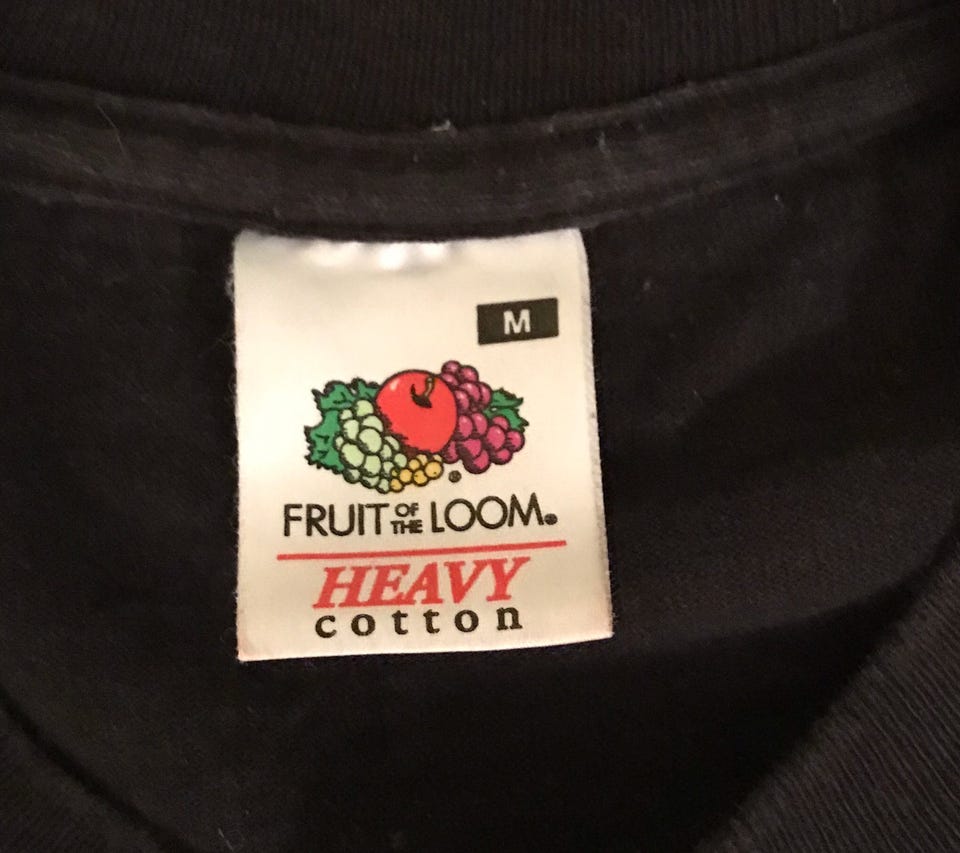 M
FRUIT OF THE LOOM®
HEAVY
cotton